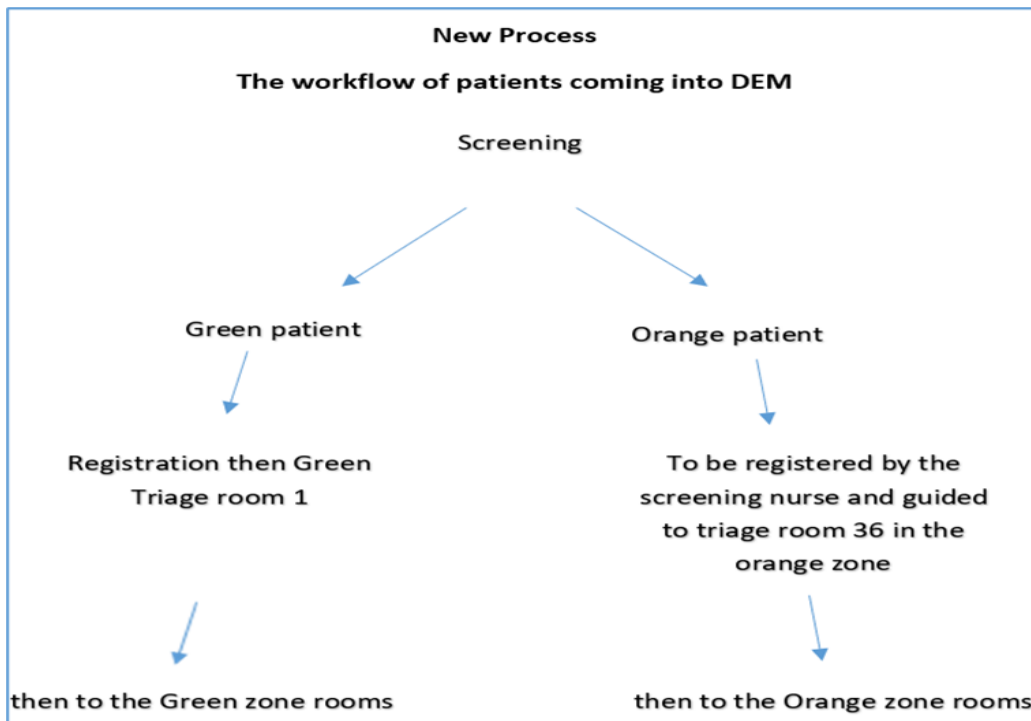 New Process
The workflow of patients coming into DEM
Screening
Green patient
Orange patient
Registration then Green
Triage room 1
To be registered by the
screening nurse and guided
to triage room 36 in the
orange zone
then to the Green zone rooms
then to the Orange zone rooms